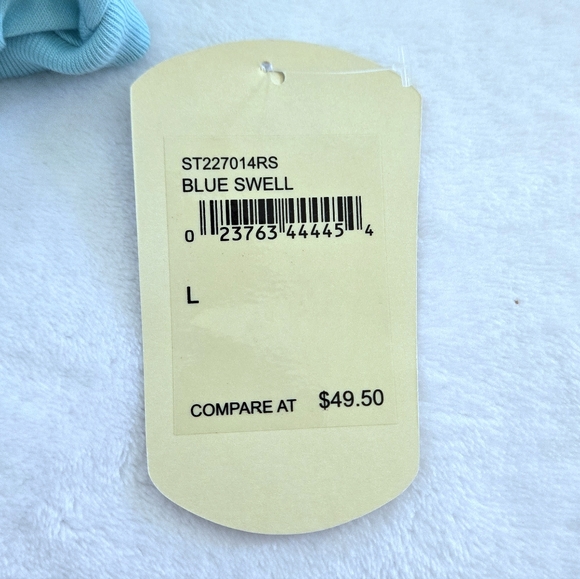 ST227014RS
BLUE SWELL
0 23763 44445 4
L
COMPARE AT $49.50